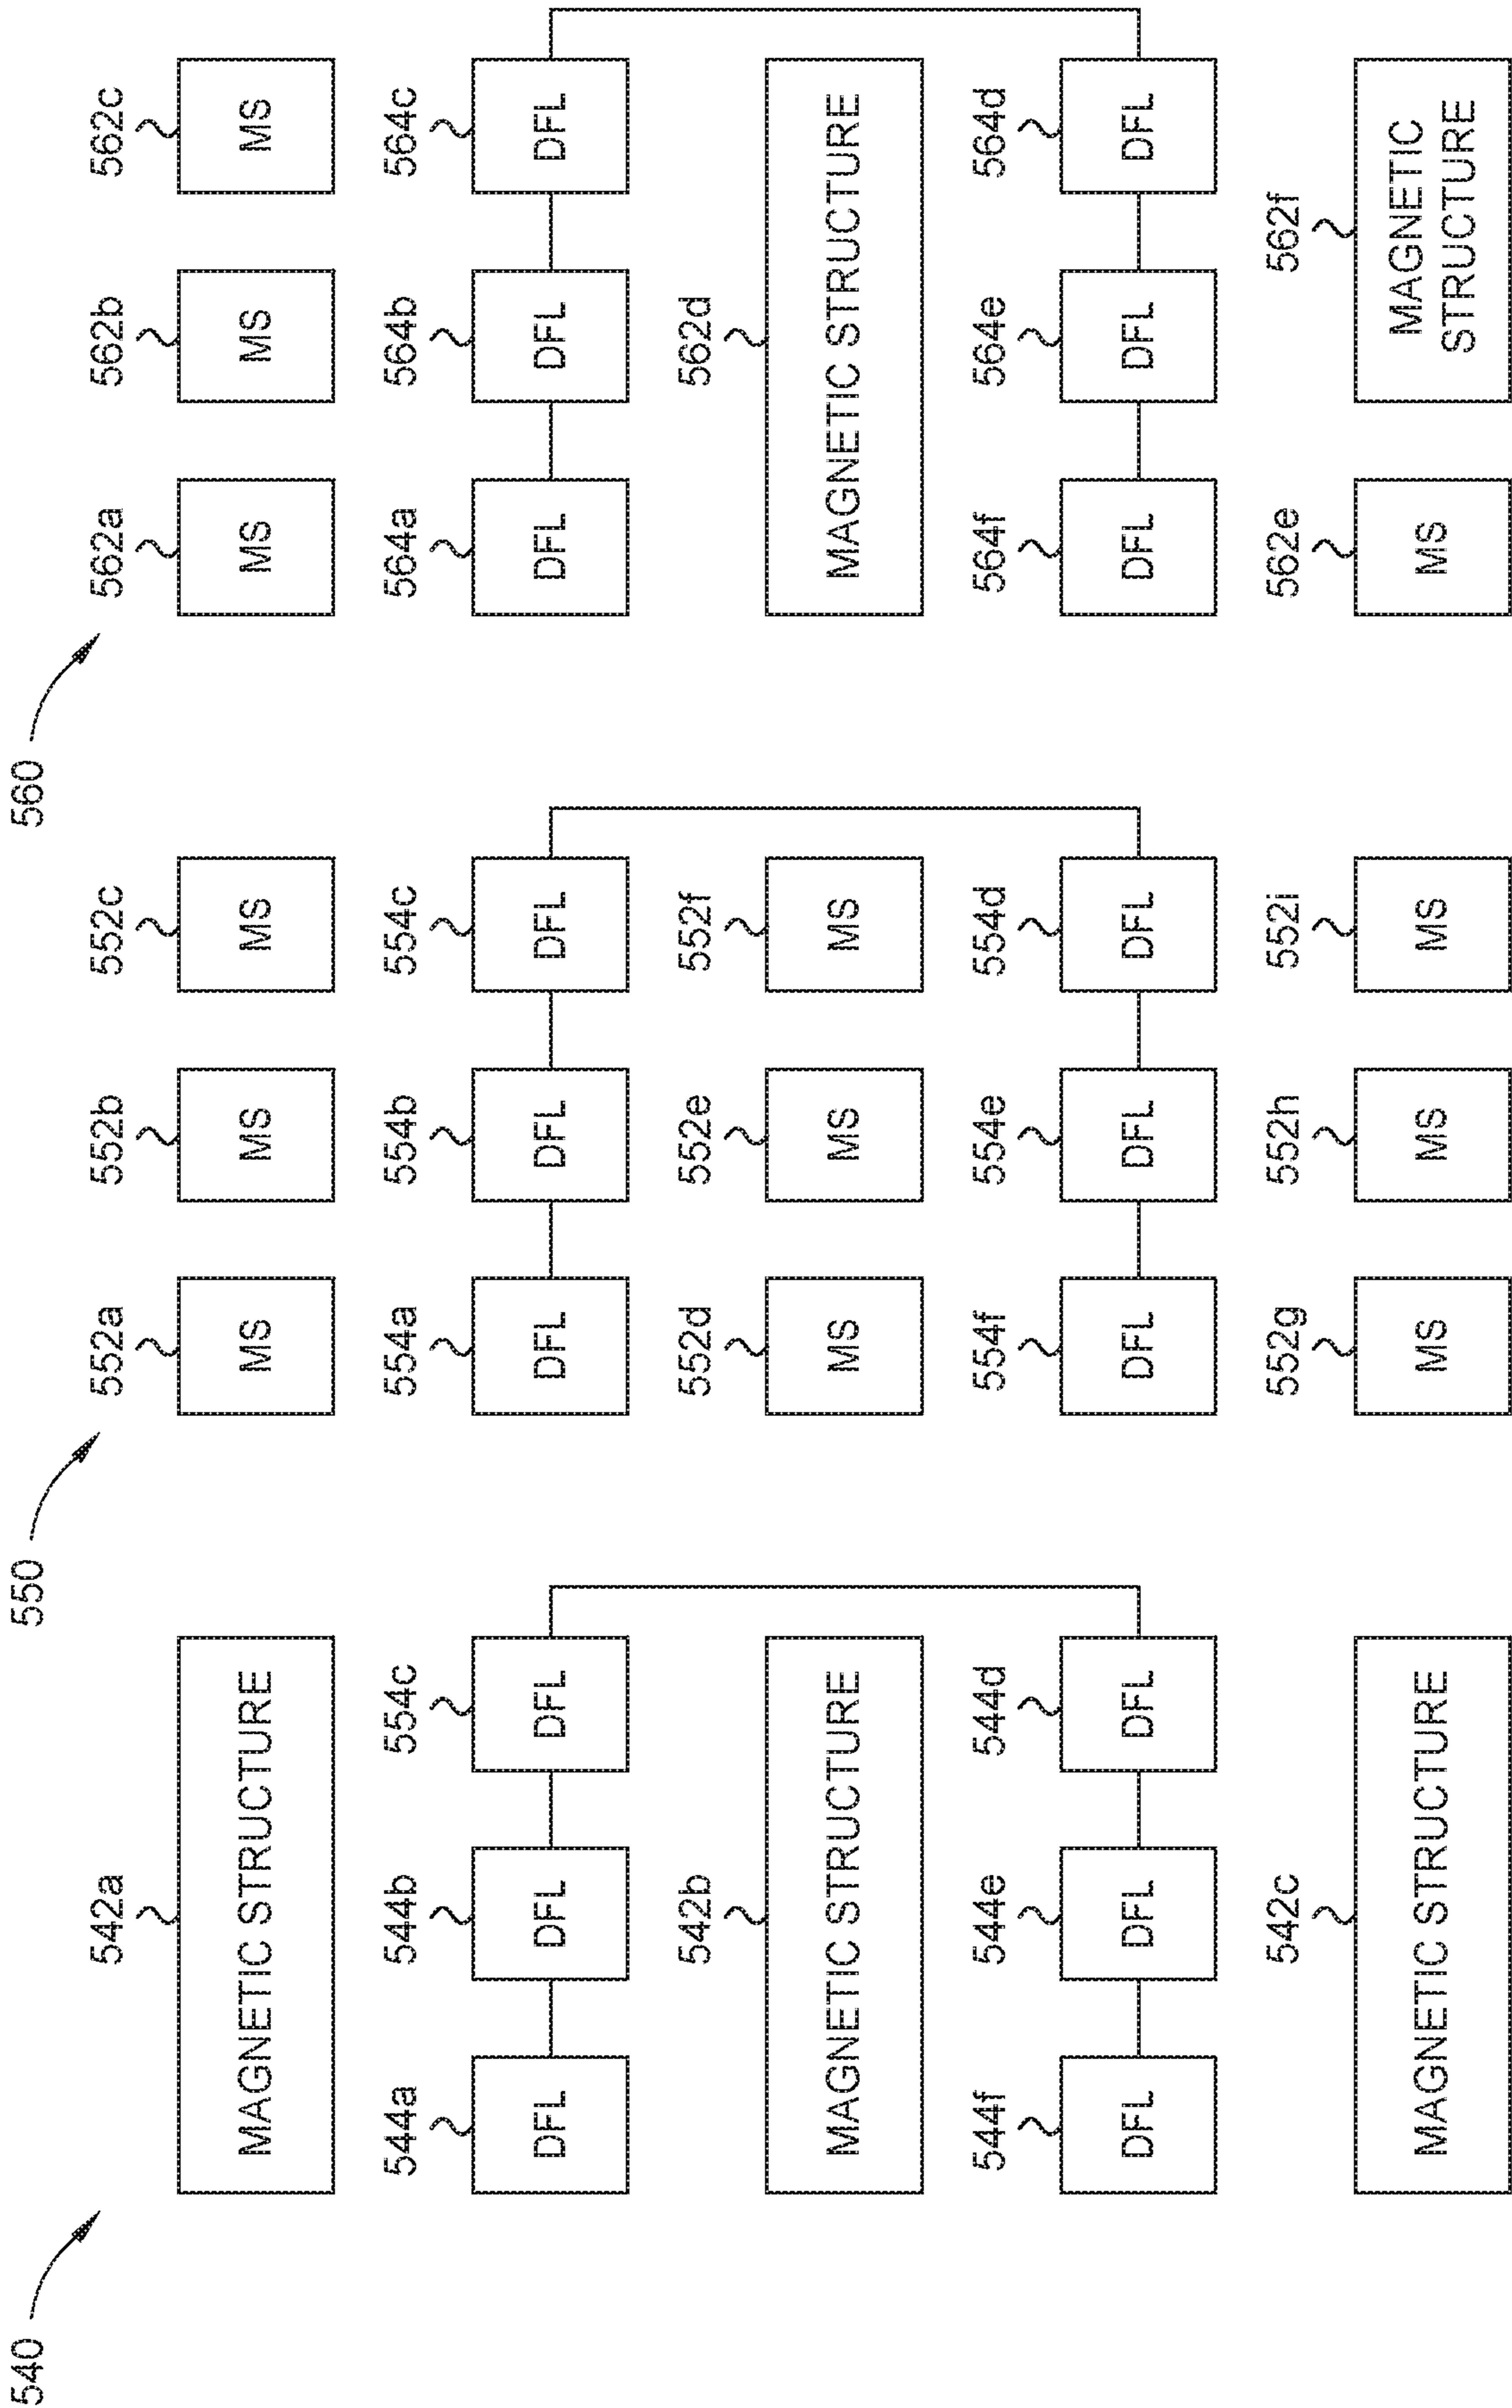 540
542a
MAGNETIC STRUCTURE
544a
544b
554c
DFL
DFL
DFL
542b
MAGNETIC STRUCTURE
544f
544e
544d
DFL
DFL
DFL
542c
MAGNETIC STRUCTURE
550
552a
552b
552c
MS
MS
MS
554a
554b
554c
DFL
DFL
DFL
552d
552e
552f
MS
MS
MS
554f
554e
554d
DFL
DFL
DFL
552g
552h
552i
MS
MS
MS
560
562a
562b
562c
MS
MS
MS
564a
564b
564c
DFL
DFL
DFL
562d
MAGNETIC STRUCTURE
564f
564e
564d
DFL
DFL
DFL
562e
562f
MS
MAGNETIC
STRUCTURE